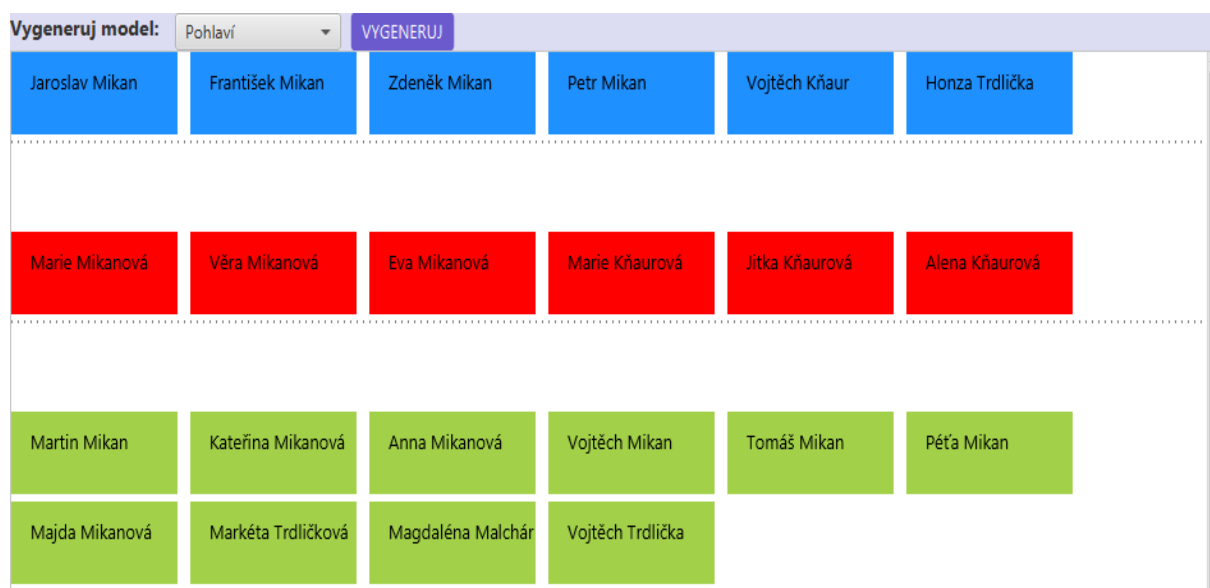 Vygeneruj model: Pohlaví VYGENERUJ
Jaroslav Mikan František Mikan Zdeněk Mikan Petr Mikan Vojtěch Kňaur Honza Trdlička
Marie Mikanová Věra Mikanová Eva Mikanová Marie Kňaurová Jitka Kňaurová Alena Kňaurová
Martin Mikan Kateřina Mikanová Anna Mikanová Vojtěch Mikan Tomáš Mikan Péťa Mikan
Majda Mikanová Markéta Trdličková Magdaléna Malchár Vojtěch Trdlička